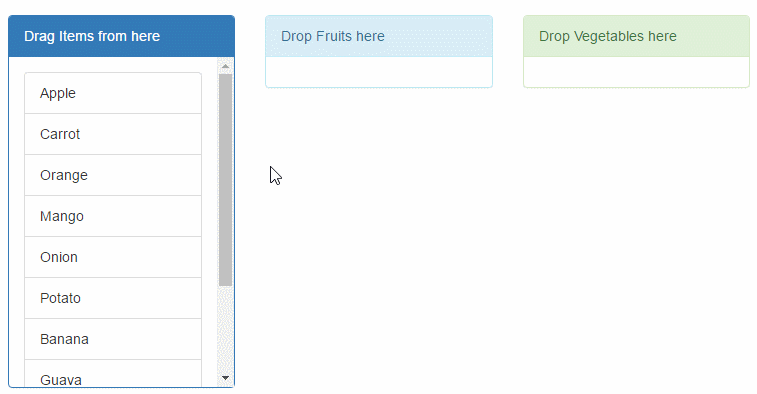 Drag Items from here
Apple
Carrot
Orange
Mango
Onion
Potato
Banana
Guava
Drop Fruits here
Drop Vegetables here